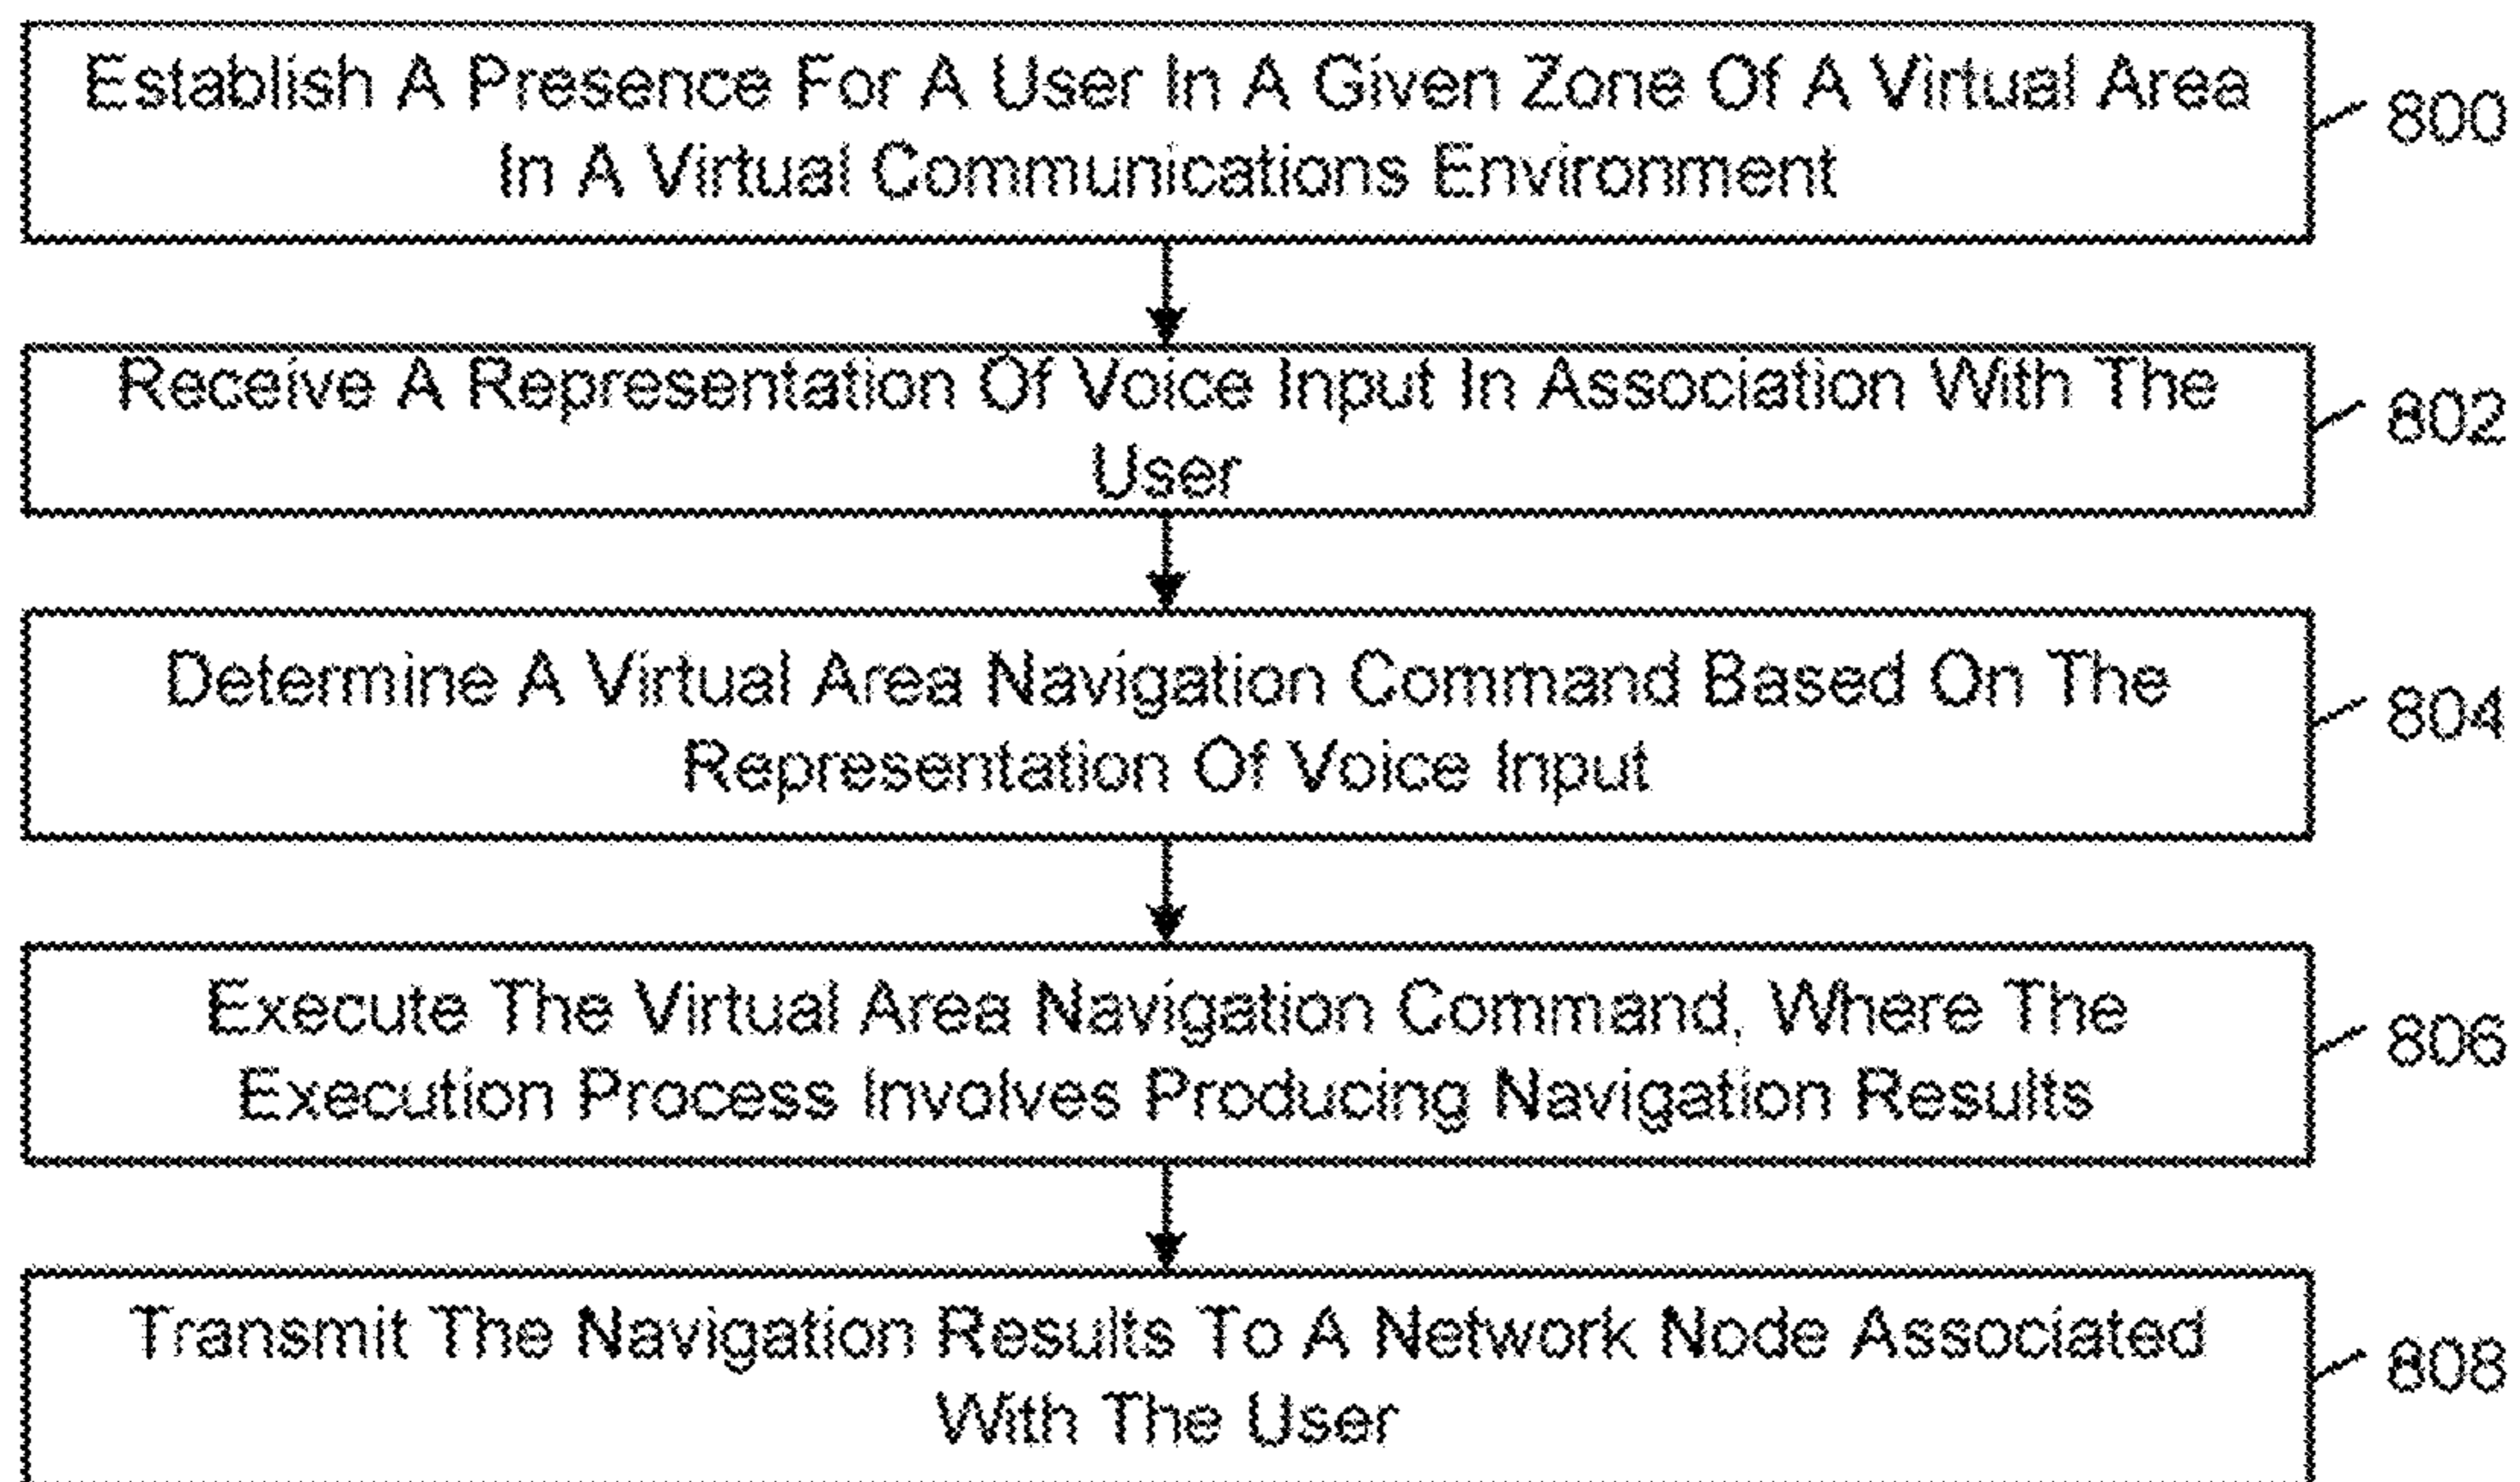 Establish A Presence For A User In A Given Zone Of A Virtual Area
In A Virtual Communications Environment
800
Receive A Representation Of Voice Input In Association With The
User
802
Determine A Virtual Area Navigation Command Based On The
Representation Of Voice Input
804
Execute The Virtual Area Navigation Command, Where The
Execution Process Involves Producing Navigation Results
806
Transmit The Navigation Results To A Network Node Associated
With The User
808